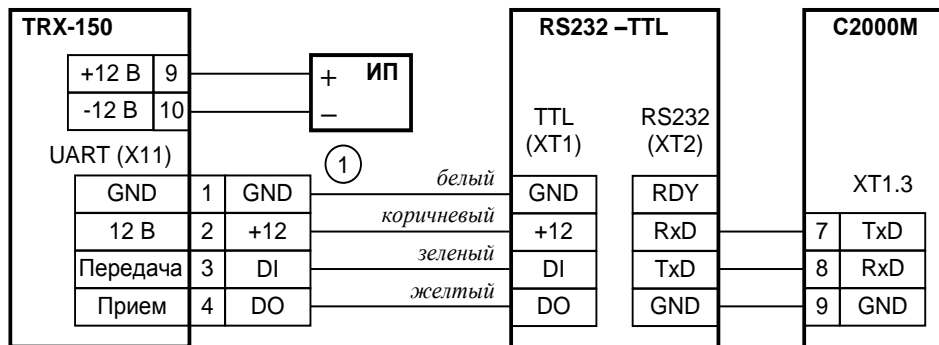 TRX-150 RS232 –TTL C2000M
+12 В 9 + ИП
-12 В 10 –
TTL RS232
UART (X11) (XT1) (XT2)
1 XT1.3
GND 1 GND белый GND RDY
12 В 2 +12 коричневый +12 RxD 7 TxD
Передача 3 DI зеленый DI TxD 8 RxD
Прием 4 DO желтый DO GND 9 GND